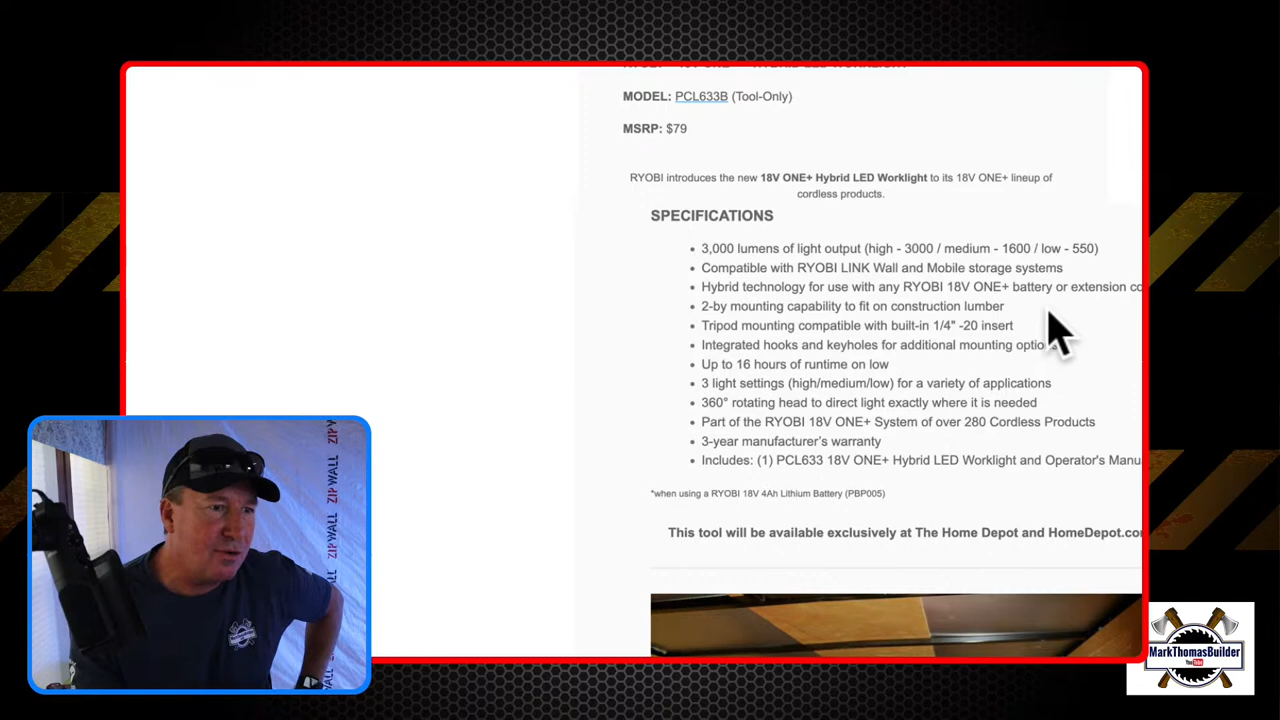 MODEL: PCL633B (Tool-Only)
MSRP: $79
RYOBI introduces the new 18V ONE+ Hybrid LED Worklight to its 18V ONE+ lineup of
cordless products.
SPECIFICATIONS
• 3,000 lumens of light output (high - 3000 / medium - 1600 / low - 550)
• Compatible with RYOBI LINK Wall and Mobile storage systems
• Hybrid technology for use with any RYOBI 18V ONE+ battery or extension co
• 2-by mounting capability to fit on construction lumber
• Tripod mounting compatible with built-in 1/4" -20 insert
• Integrated hooks and keyholes for additional mounting optio
• Up to 16 hours of runtime on low
• 3 light settings (high/medium/low) for a variety of applications
• 360° rotating head to direct light exactly where it is needed
• Part of the RYOBI 18V ONE+ System of over 280 Cordless Products
• 3-year manufacturer's warranty
• Includes: (1) PCL633 18V ONE+ Hybrid LED Worklight and Operator's Manu
*when using a RYOBI 18V 4Ah Lithium Battery (PBP005)
This tool will be available exclusively at The Home Depot and HomeDepot.co
ZIP WALL
ZIP WALL
MarkThomasBuilder
YouTube